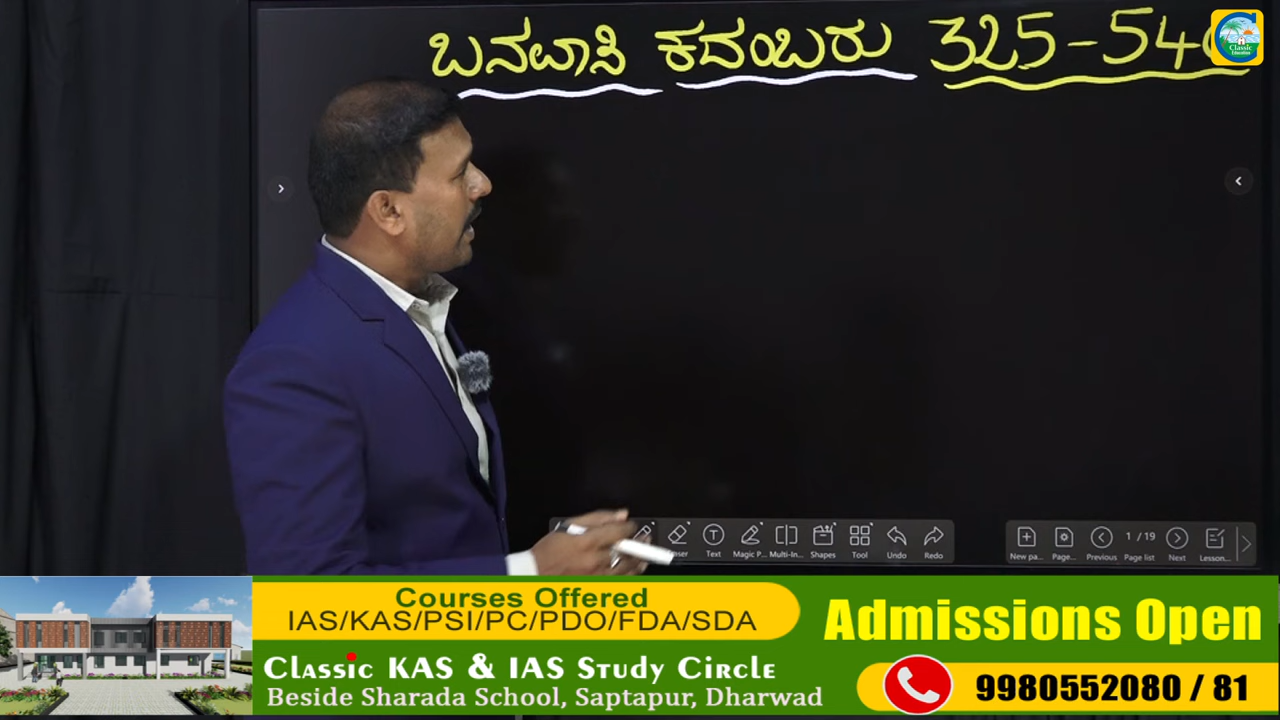 ಬನವಾಸಿ ಕದಂಬರು 325-540
Classic
Education
Text
Magic P...
Multi-In...
Shapes
Tool
Undo
Redo
New pa...
Page...
Previous
1 /19
Page list
Next
Lesson...
Courses Offered
IAS/KAS/PSI/PC/PDO/FDA/SDA
Classic KAS & IAS Study Circle
Beside Sharada School, Saptapur, Dharwad
Admissions Open
9980552080 / 81